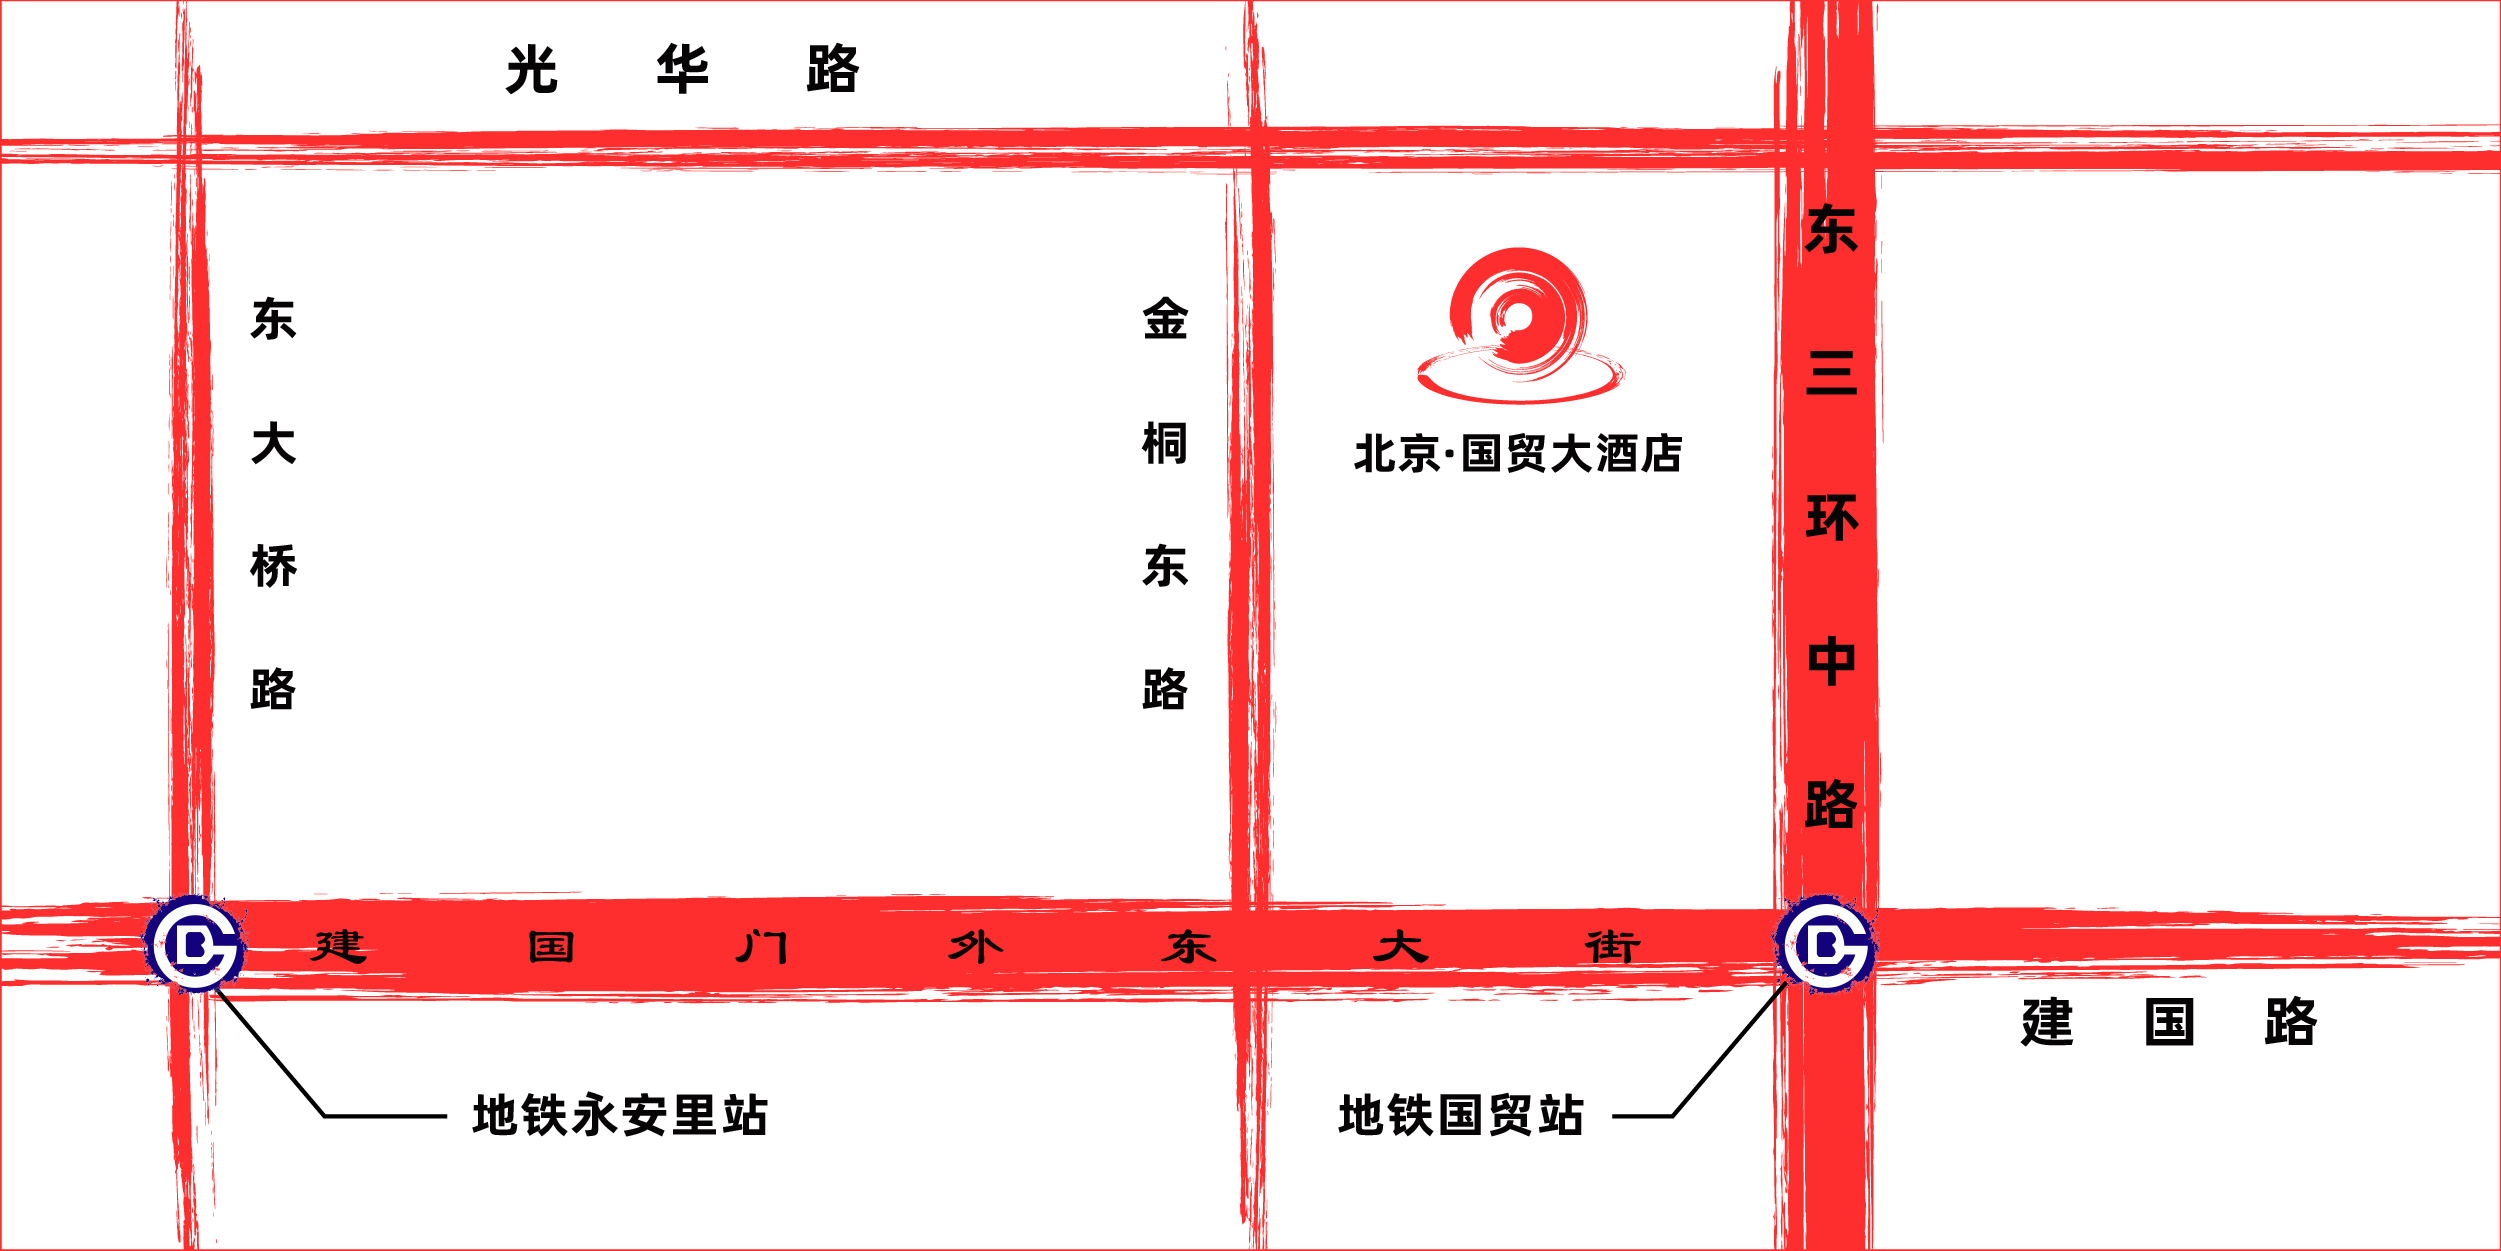 光华路
东大桥路
金桐东路
北京·国贸大酒店
东三环中路
建国门外东大街
建国路
地铁永安里站
地铁国贸站